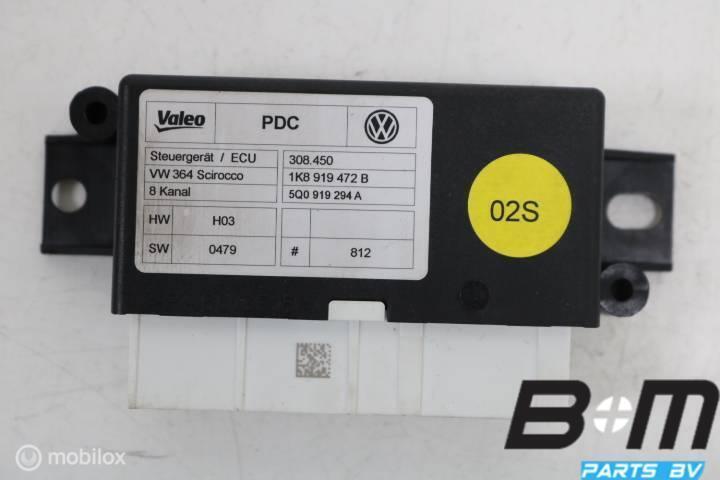 Valeo PDC
Steuergerät / ECU 308.450
VW 364 Scirocco 1K8 919 472 B
8 Kanal 5Q0 919 294 A
HW H03
SW 0479 # 812
02S
B+M
PARTS BV
mobilox